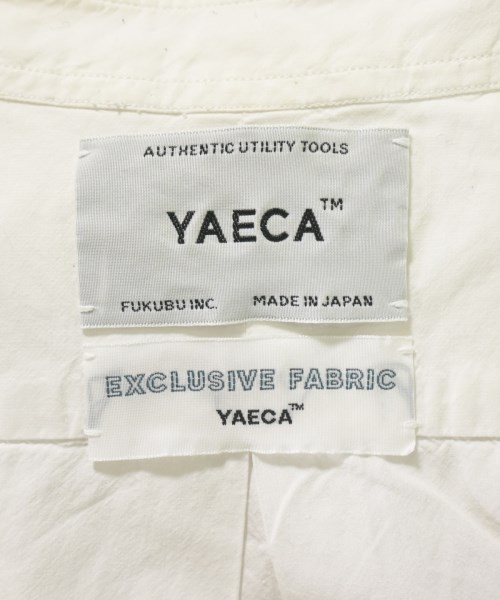 AUTHENTIC UTILITY TOOLS
YAECA™
FUKUBU INC. MADE IN JAPAN
EXCLUSIVE FABRIC
YAECA™